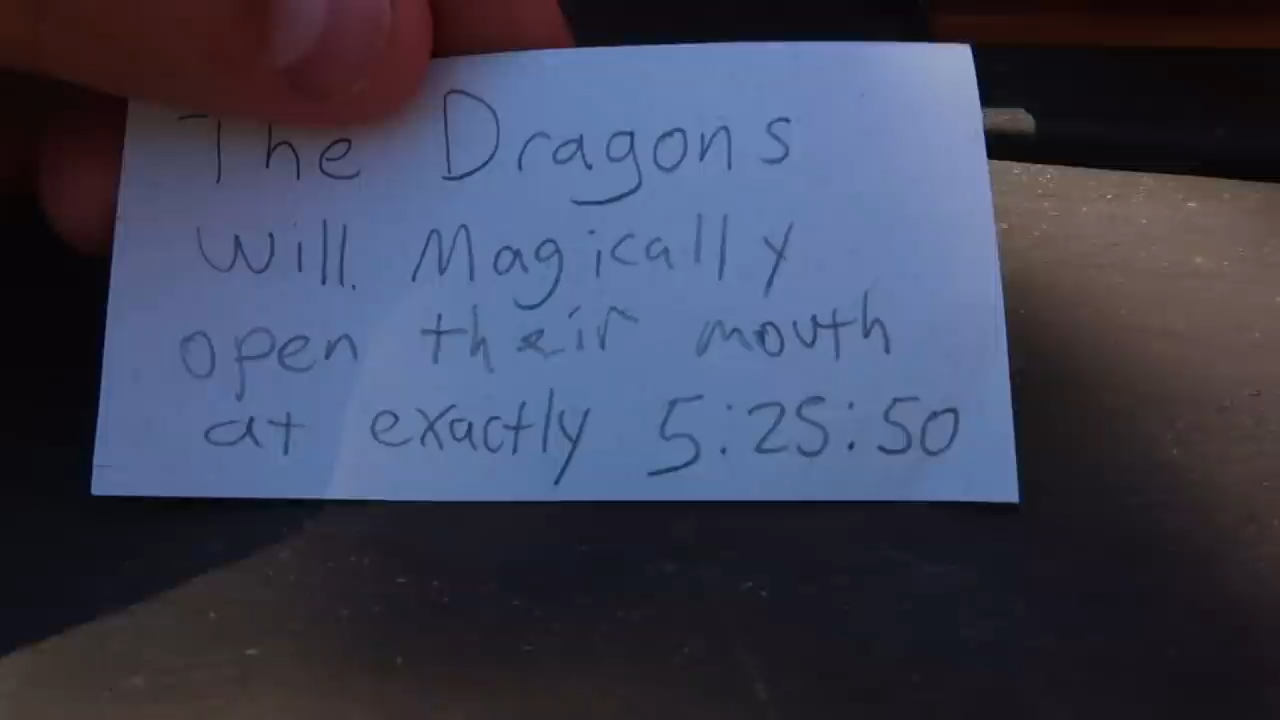 The Dragons
Will Magically
open their mouth
at exactly 5:25:50